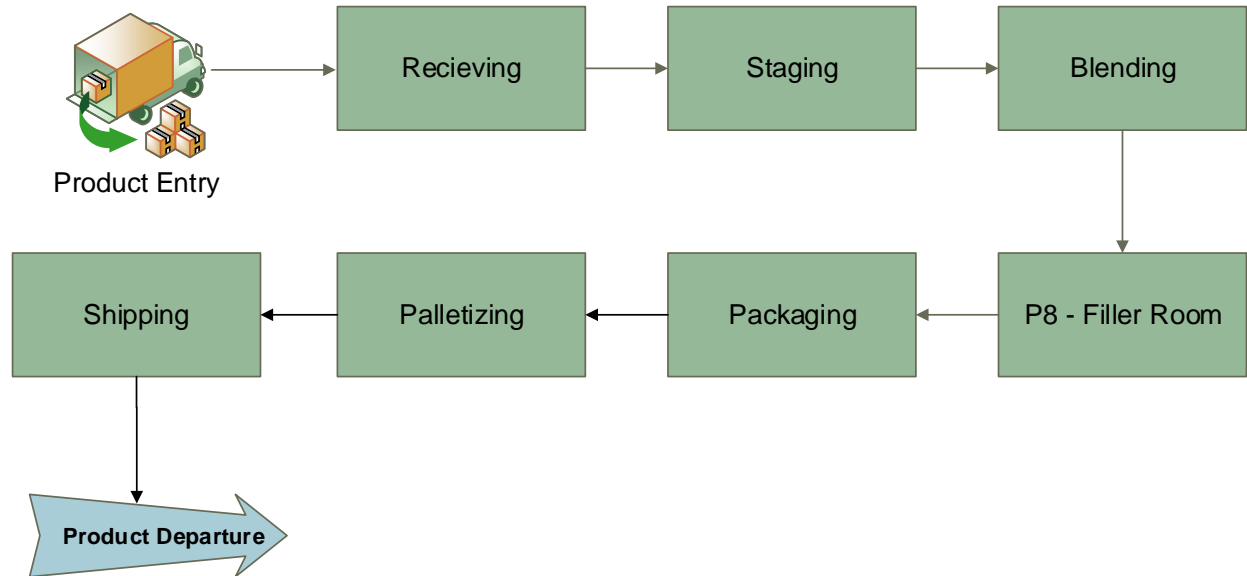 Product Entry
Recieving
Staging
Blending
P8 - Filler Room
Packaging
Palletizing
Shipping
Product Departure